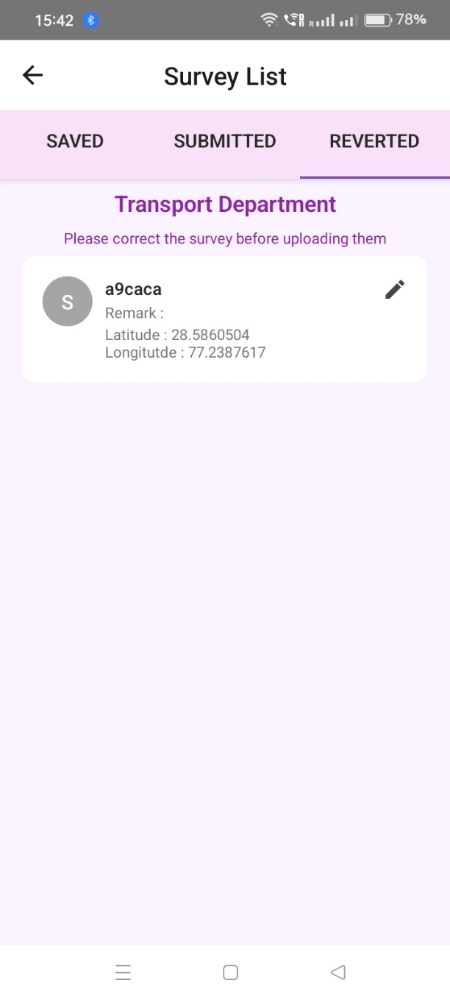 15:42 78%
Survey List
SAVED SUBMITTED REVERTED
Transport Department
Please correct the survey before uploading them
S
a9caca
Remark :
Latitude : 28.5860504
Longitutde : 77.2387617